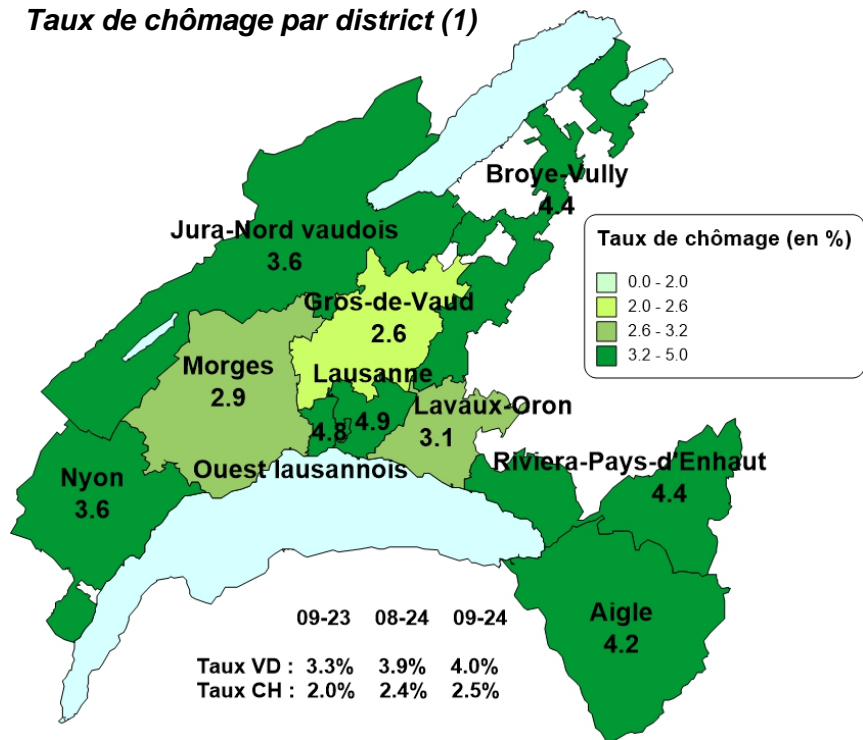 Taux de chômage par district (1)
Broye-Vully
4.4
Jura-Nord vaudois
3.6
Taux de chômage (en %)
0.0 - 2.0
2.0 - 2.6
2.6 - 3.2
3.2 - 5.0
Gros-de-Vaud
2.6
Morges
2.9
Lausanne
4.9
4.8
Lavaux-Oron
3.1
Ouest lausannois
Riviera-Pays-d'Enhaut
4.4
Nyon
3.6
Aigle
4.2
09-23 08-24 09-24
Taux VD : 3.3% 3.9% 4.0%
Taux CH : 2.0% 2.4% 2.5%